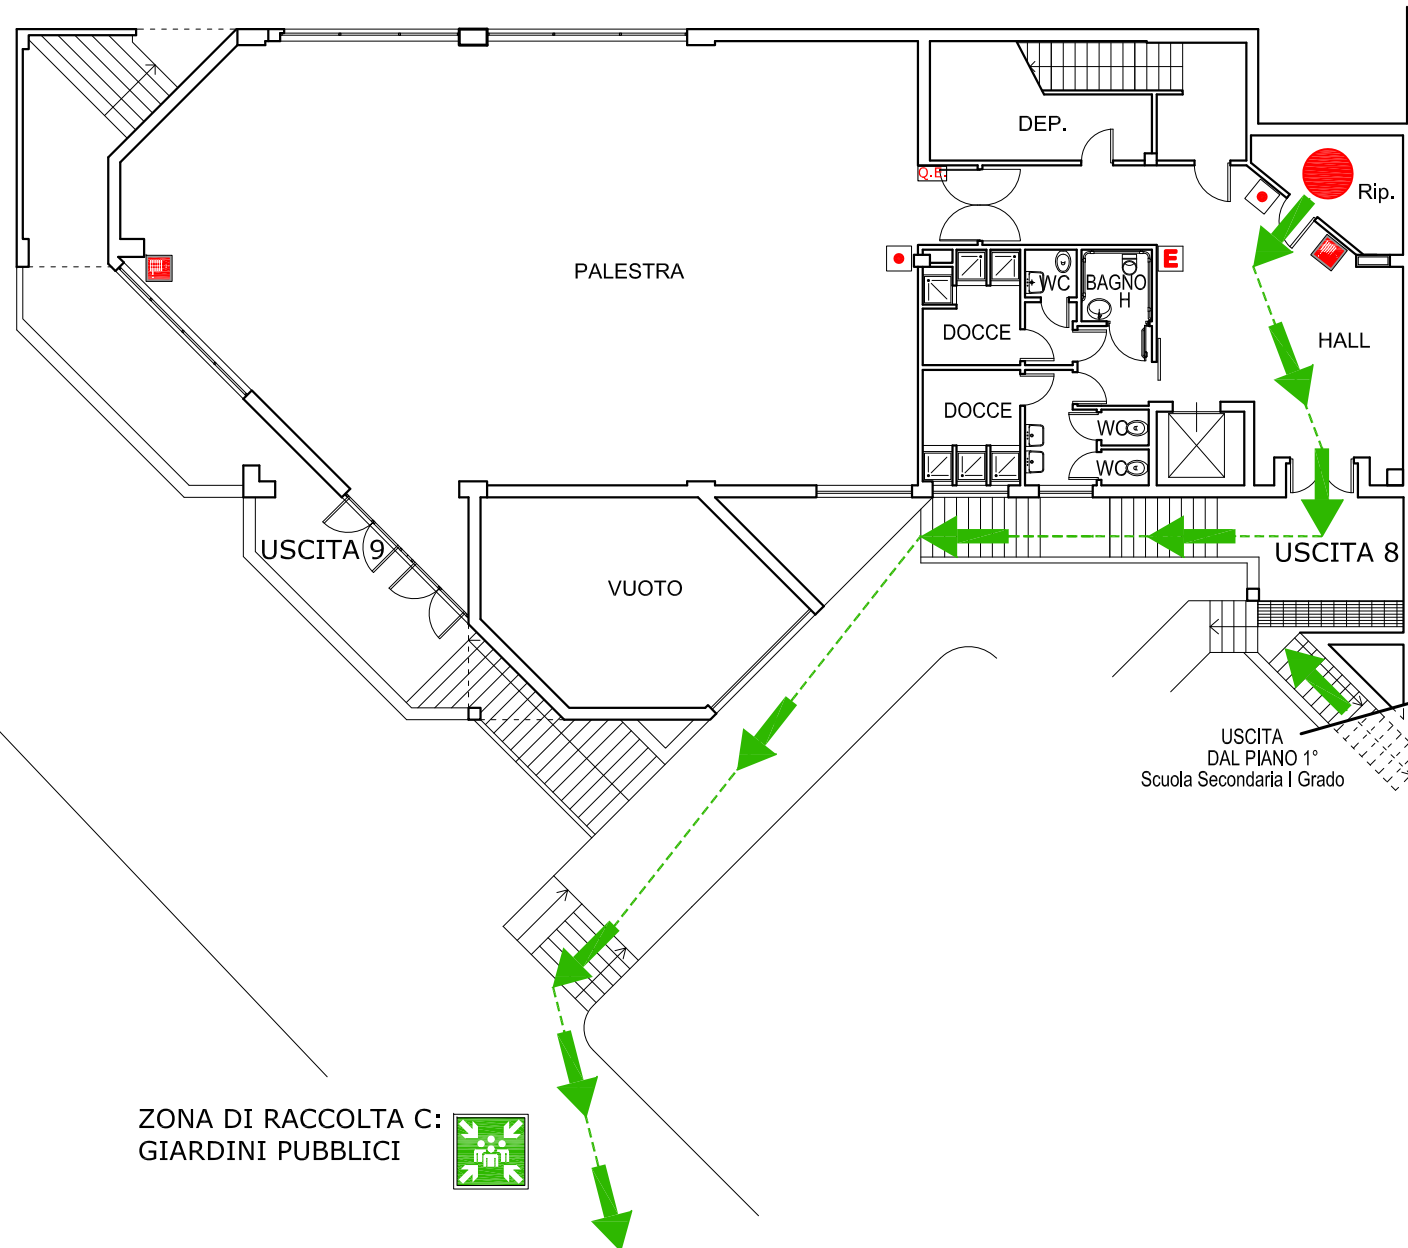 DEP.
Q.E.
Rip.
PALESTRA
E
WC
BAGNO
H
DOCCE
HALL
DOCCE
WC
WC
USCITA 9
USCITA 8
VUOTO
USCITA
DAL PIANO 1°
Scuola Secondaria I Grado
ZONA DI RACCOLTA C:
GIARDINI PUBBLICI